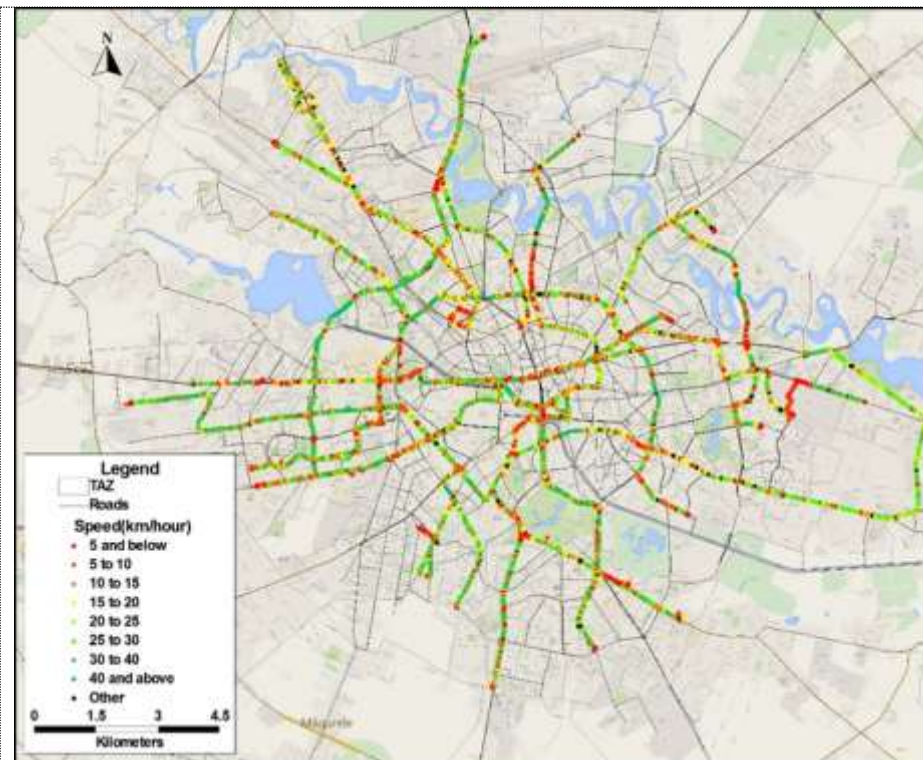 N
Legend
TAZ
Roads
Speed(km/hour)
5 and below
5 to 10
10 to 15
15 to 20
20 to 25
25 to 30
30 to 40
40 and above
Other
0 1.5 3 4.5
Kilometers